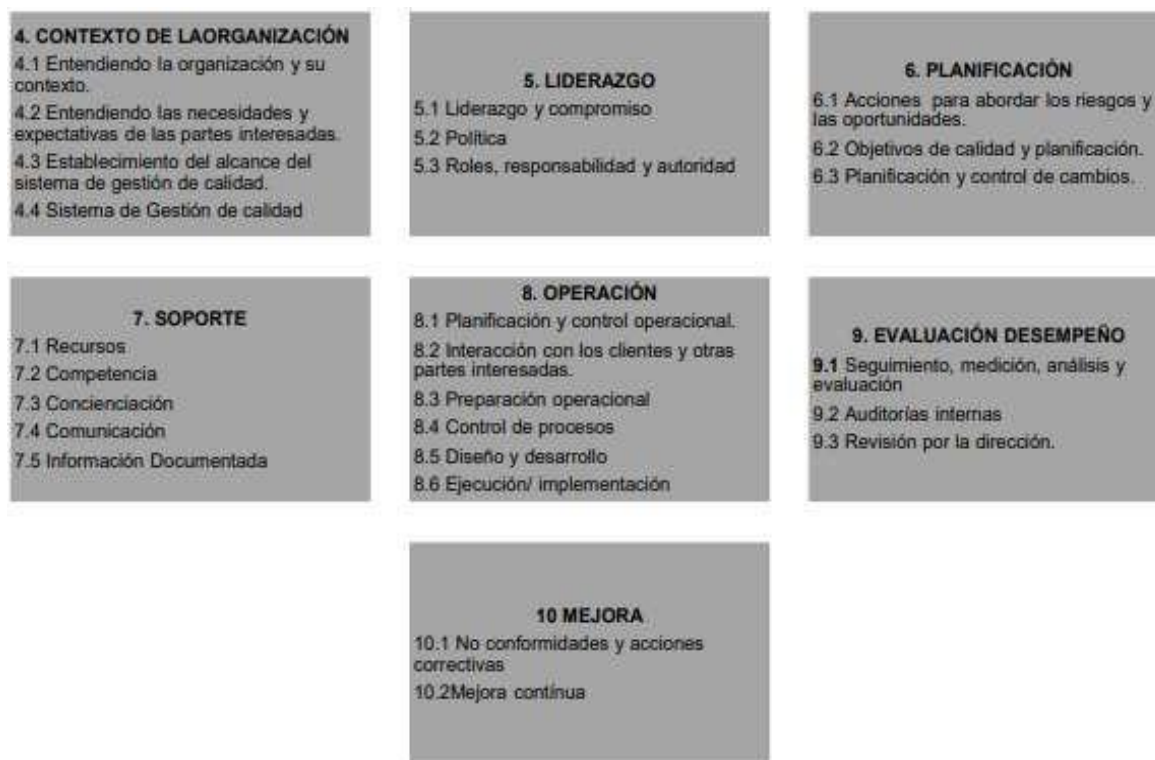 4. CONTEXTO DE LAORGANIZACIÓN
4.1 Entendiendo la organización y su
contexto.
4.2 Entendiendo las necesidades y
expectativas de las partes interesadas.
4.3 Establecimiento del alcance del
sistema de gestión de calidad.
4.4 Sistema de Gestión de calidad
5. LIDERAZGO
5.1 Liderazgo y compromiso
5.2 Política
5.3 Roles, responsabilidad y autoridad
6. PLANIFICACIÓN
6.1 Acciones para abordar los riesgos y
las oportunidades.
6.2 Objetivos de calidad y planificación.
6.3 Planificación y control de cambios.
7. SOPORTE
7.1 Recursos
7.2 Competencia
7.3 Concienciación
7.4 Comunicación
7.5 Información Documentada
8. OPERACIÓN
8.1 Planificación y control operacional.
8.2 Interacción con los clientes y otras
partes interesadas.
8.3 Preparación operacional
8.4 Control de procesos
8.5 Diseño y desarrollo
8.6 Ejecución/ implementación
9. EVALUACIÓN DESEMPEÑO
9.1 Seguimiento, medición, análisis y
evaluación
9.2 Auditorías internas
9.3 Revisión por la dirección.
10 MEJORA
10.1 No conformidades y acciones
correctivas
10.2Mejora contínua